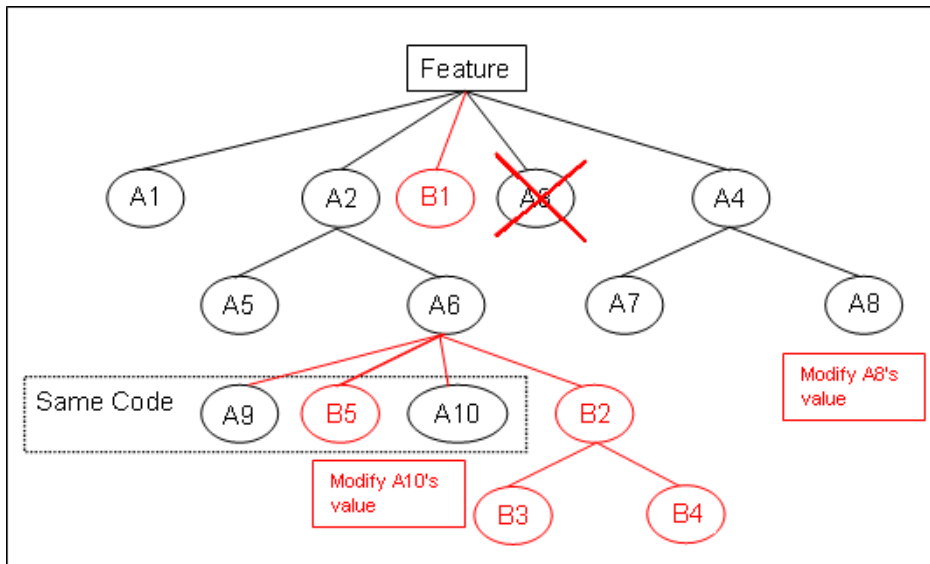 Feature
A1
A2
B1
A3
A4
A5
A6
A7
A8
Modify A8's
value
Same Code
A9
B5
A10
B2
Modify A10's
value
B3
B4